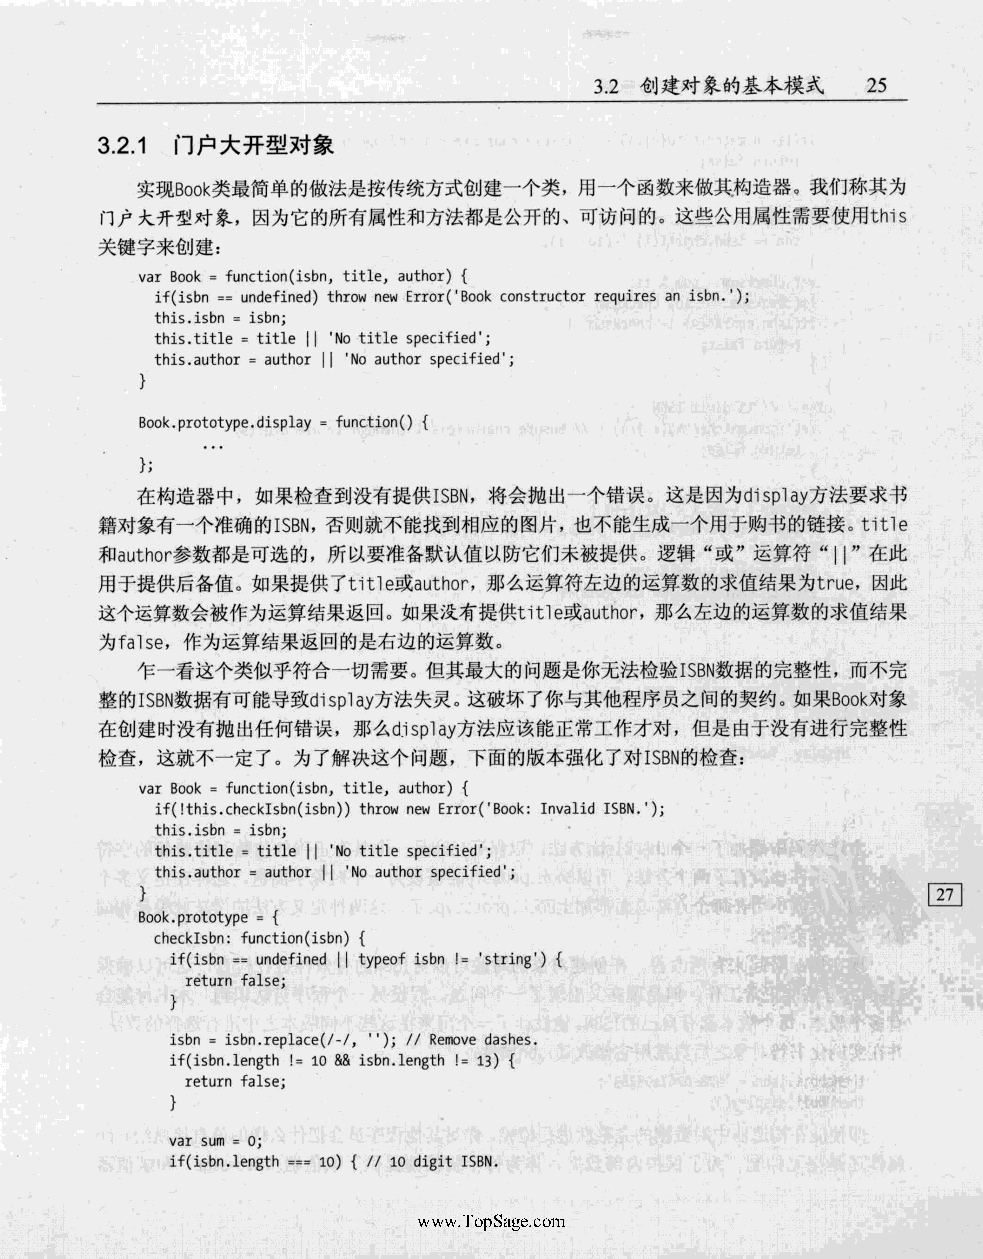 3.2 创建对象的基本模式 25
3.2.1 门户大开型对象
实现Book类最简单的做法是按传统方式创建一个类，用一个函数来做其构造器。我们称其为
门户大开型对象，因为它的所有属性和方法都是公开的、可访问的。这些公用属性需要使用this
关键字来创建：
var Book = function(isbn, title, author) {
if(isbn == undefined) throw new Error('Book constructor requires an isbn.');
this.isbn = isbn;
this.title = title || 'No title specified';
this.author = author || 'No author specified';
}
Book.prototype.display = function() {
...
};
在构造器中，如果检查到没有提供ISBN，将会抛出一个错误。这是因为display方法要求书
籍对象有一个准确的ISBN，否则就不能找到相应的图片，也不能生成一个用于购书的链接。title
和author参数都是可选的，所以要准备默认值以防它们未被提供。逻辑“或”运算符“||”在此
用于提供后备值。如果提供了title或author，那么运算符左边的运算数的求值结果为true，因此
这个运算数会被作为运算结果返回。如果没有提供title或author，那么左边的运算数的求值结果
为false，作为运算结果返回的是右边的运算数。
乍一看这个类似乎符合一切需要。但其最大的问题是你无法检验ISBN数据的完整性，而不完
整的ISBN数据有可能导致display方法失灵。这破坏了你与其他程序员之间的契约。如果Book对象
在创建时没有抛出任何错误，那么display方法应该能正常工作才对，但是由于没有进行完整性
检查，这就不一定了。为了解决这个问题，下面的版本强化了对ISBN的检查：
var Book = function(isbn, title, author) {
if(!this.checkIsbn(isbn)) throw new Error('Book: Invalid ISBN.');
this.isbn = isbn;
this.title = title || 'No title specified';
this.author = author || 'No author specified';
}
27
Book.prototype = {
checkIsbn: function(isbn) {
if(isbn == undefined || typeof isbn != 'string') {
return false;
}
isbn = isbn.replace(/-/, ''); // Remove dashes.
if(isbn.length != 10 && isbn.length != 13) {
return false;
}
var sum = 0;
if(isbn.length === 10) { // 10 digit ISBN.
www.TopSage.com